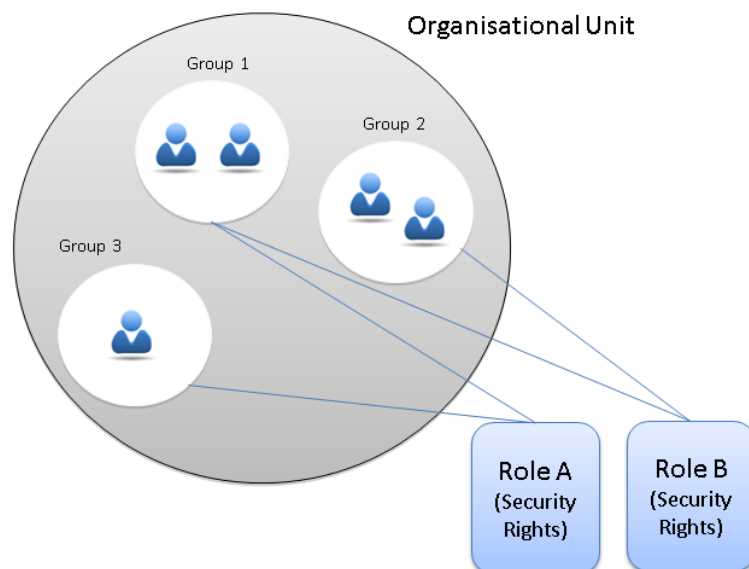 Organisational Unit
Group 1
Group 2
Group 3
Role A
(Security
Rights)
Role B
(Security
Rights)